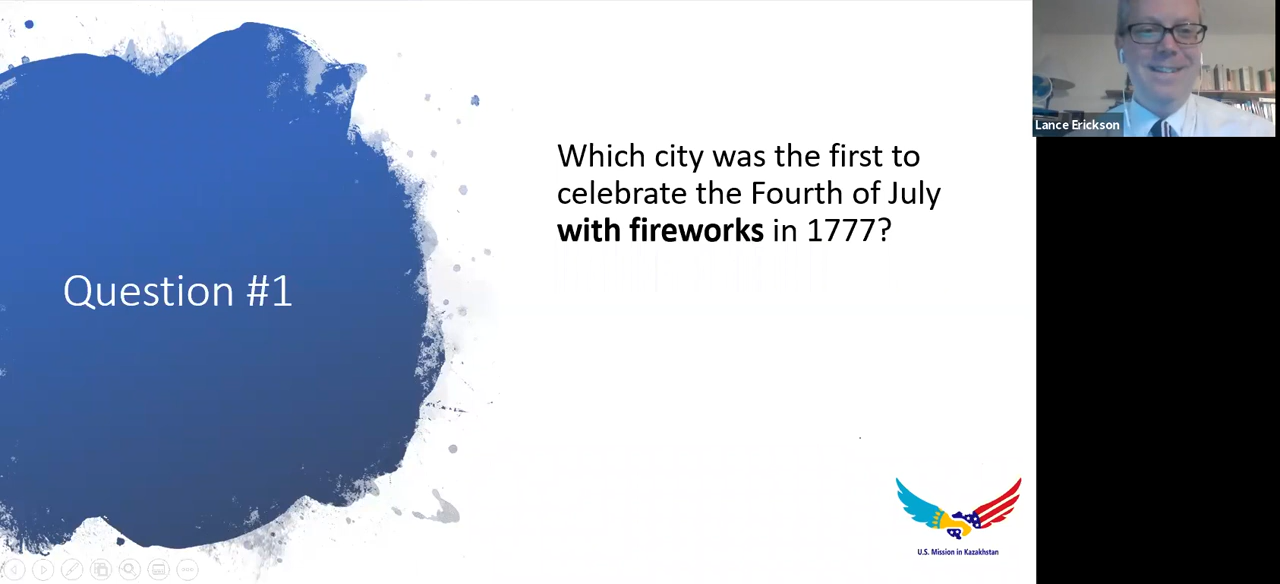 Question #1
Which city was the first to
celebrate the Fourth of July
with fireworks in 1777?
Lance Erickson
U.S. Mission in Kazakhstan